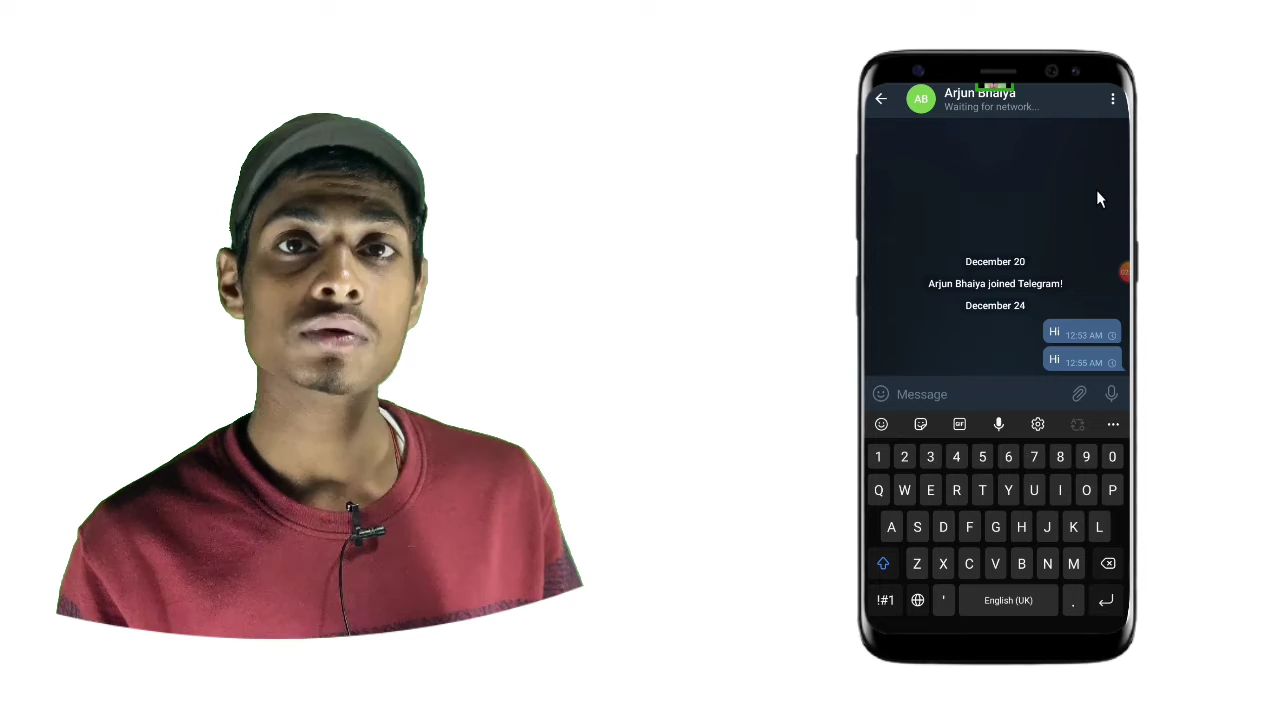 Arjun Bhaiya
AB
Waiting for network...
December 20
Arjun Bhaiya joined Telegram!
December 24
Hi 12:53 AM
Hi 12:55 AM
Message
GIF
1 2 3 4 5 6 7 8 9 0
Q W E R T Y U I O P
A S D F G H J K L
Z X C V B N M
!#1 ' English (UK) .